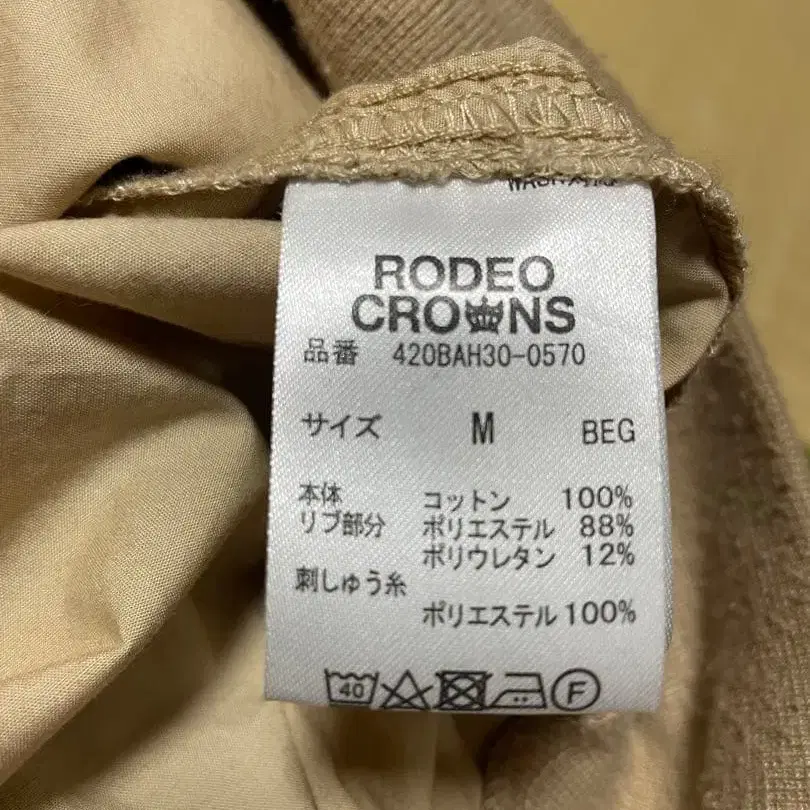 RODEO
CROWNS
品番 420BAH30-0570
サイズ M BEG
本体 コットン 100%
リブ部分 ポリエステル 88%
ポリウレタン 12%
刺しゅう糸
ポリエステル 100%
40 F